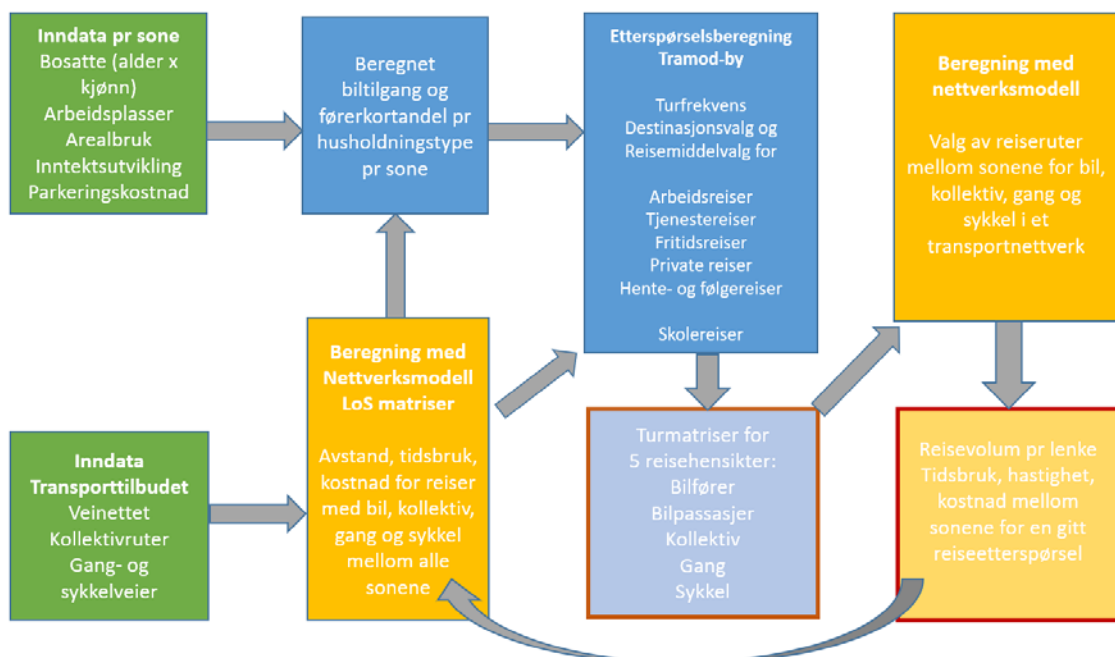 Inndata pr sone
Bosatte (alder x
kjønn)
Arbeidsplasser
Arealbruk
Inntektsutvikling
Parkeringskostnad
Beregnet
biltilgang og
førerkortandel pr
husholdningstype
pr sone
Etterspørselsberegning
Tramod-by
Turfrekvens
Destinasjonsvalg og
Reisemiddelvalg for
Arbeidsreiser
Tjenestereiser
Fritidsreiser
Private reiser
Hente- og følgereiser
Skolereiser
Beregning med
nettverksmodell
Valg av reiseruter
mellom sonene for bil,
kollektiv, gang og
sykkel i et
transportnettverk
Inndata
Transporttilbudet
Veinettet
Kollektivruter
Gang- og
sykkelveier
Beregning med
Nettverksmodell
LoS matriser
Avstand, tidsbruk,
kostnad for reiser
med bil, kollektiv,
gang og sykkel
mellom alle
sonene
Turmatriser for
5 reisehensikter:
Bilfører
Bilpassasjer
Kollektiv
Gang
Sykkel
Reisevolum pr lenke
Tidsbruk, hastighet,
kostnad mellom
sonene for en gitt
reiseetterspørsel